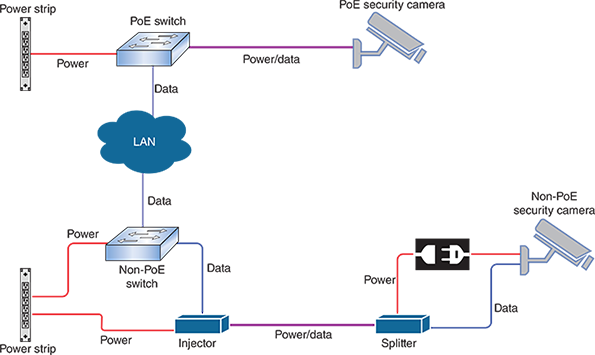 Power strip
PoE switch
PoE security camera
Power
Power/data
Data
LAN
Data
Non-PoE
security camera
Power
Non-PoE
switch
Data
Power
Data
Power
Power/data
Power strip
Injector
Splitter